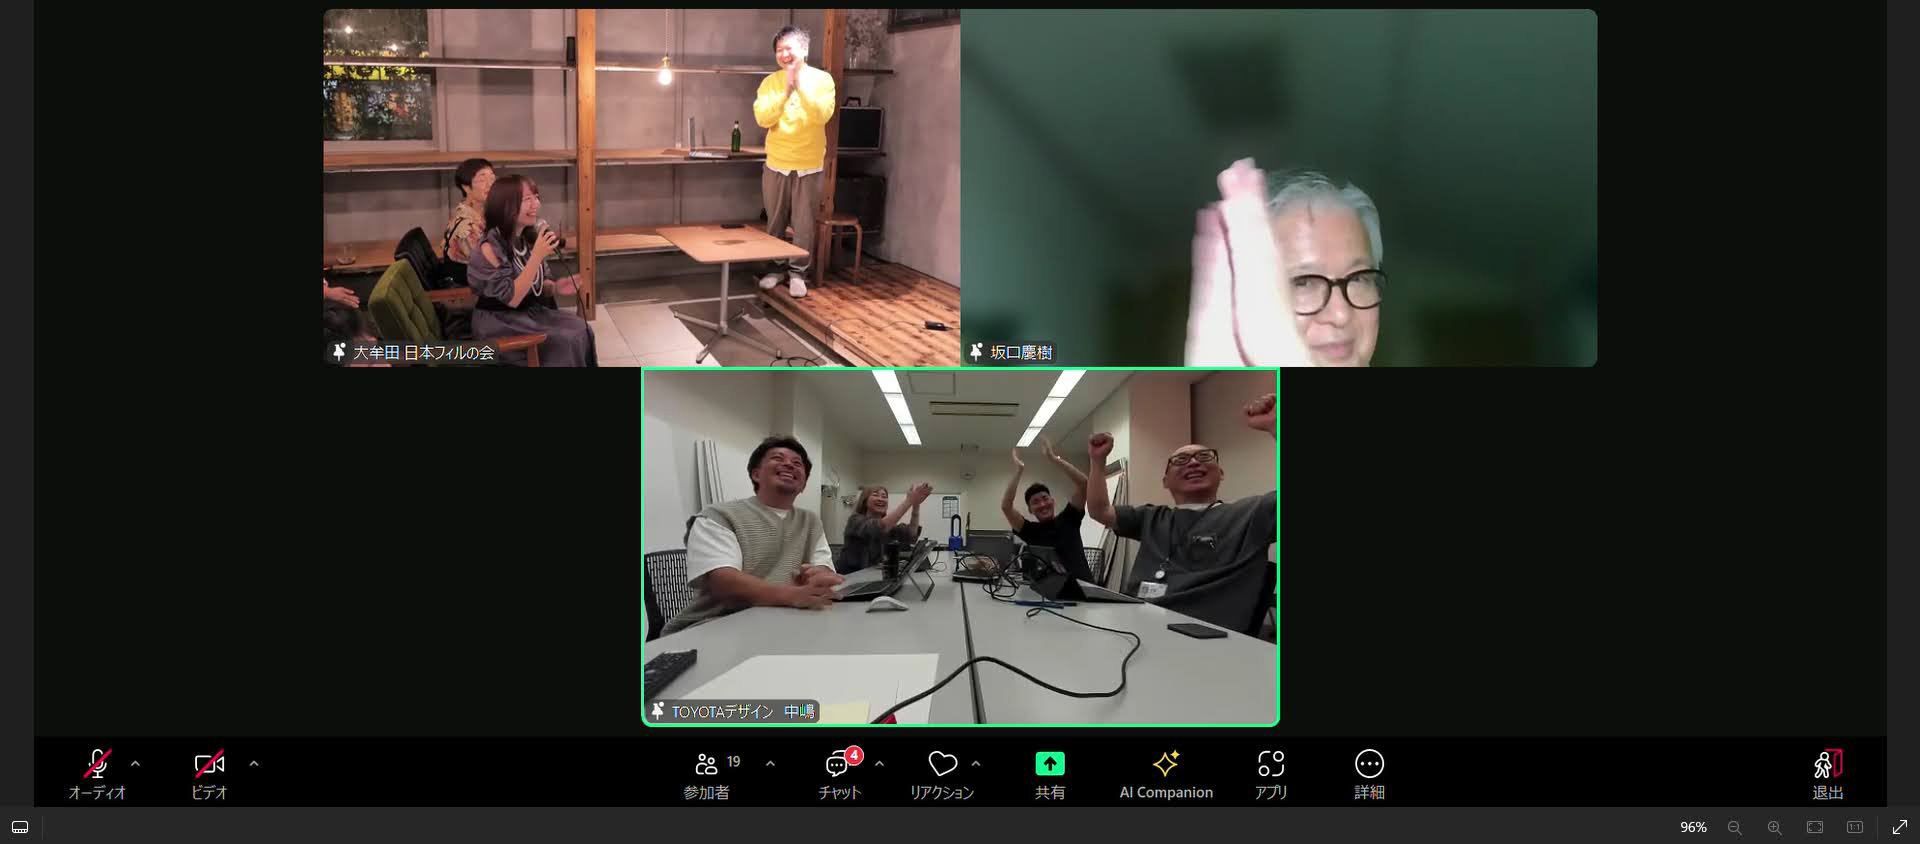 大牟田 日本フィルの会
坂口慶樹
TOYOTAデザイン 中嶋
オーディオ
ビデオ
19
参加者
4
チャット
リアクション
共有
AI Companion
アプリ
詳細
退出
96%
1:1